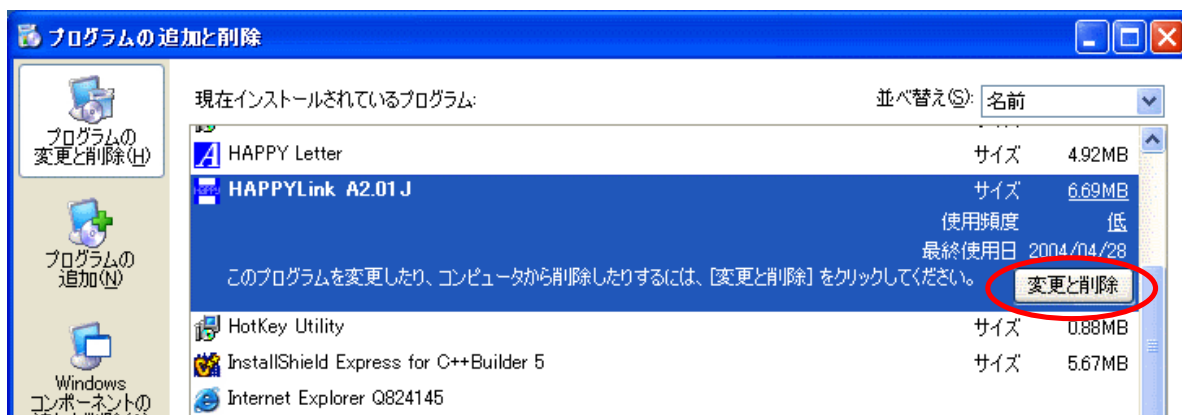 プログラムの追加と削除
プログラムの
変更と削除(H)
プログラムの
追加(N)
Windows
コンポーネントの
現在インストールされているプログラム:
並べ替え(S): 名前
HAPPY Letter サイズ 4.92MB
HAPPYLink A2.01J サイズ 6.69MB
使用頻度 低
最終使用日 2004/04/28
このプログラムを変更したり、コンピュータから削除したりするには、[変更と削除] をクリックしてください。 変更と削除
HotKey Utility サイズ 0.88MB
InstallShield Express for C++Builder 5 サイズ 5.67MB
Internet Explorer Q824145